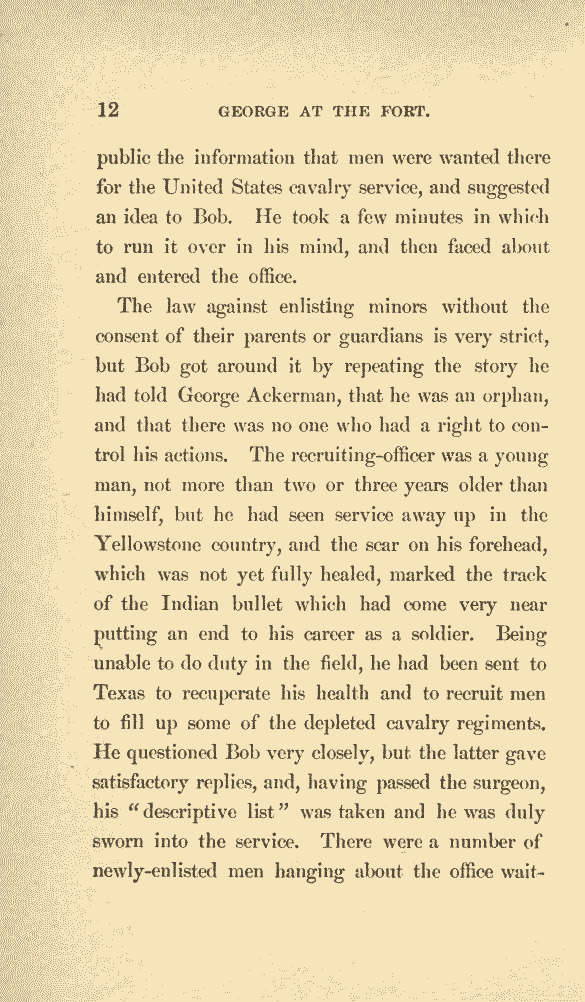 12 GEORGE AT THE FORT.
public the information that men were wanted there
for the United States cavalry service, and suggested
an idea to Bob. He took a few minutes in which
to run it over in his mind, and then faced about
and entered the office.
The law against enlisting minors without the
consent of their parents or guardians is very strict,
but Bob got around it by repeating the story he
had told George Ackerman, that he was an orphan,
and that there was no one who had a right to con-
trol his actions. The recruiting-officer was a young
man, not more than two or three years older than
himself, but he had seen service away up in the
Yellowstone country, and the scar on his forehead,
which was not yet fully healed, marked the track
of the Indian bullet which had come very near
putting an end to his career as a soldier. Being
unable to do duty in the field, he had been sent to
Texas to recuperate his health and to recruit men
to fill up some of the depleted cavalry regiments.
He questioned Bob very closely, but the latter gave
satisfactory replies, and, having passed the surgeon,
his “descriptive list” was taken and he was duly
sworn into the service. There were a number of
newly-enlisted men hanging about the office wait-